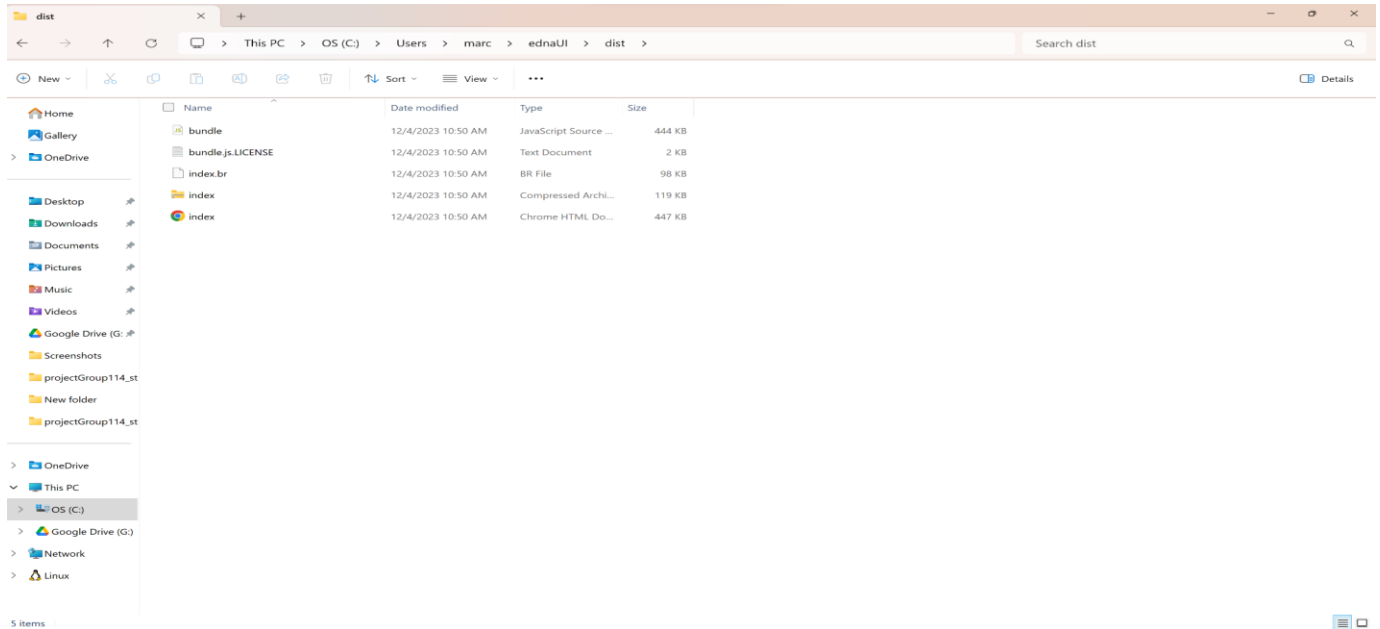 dist
This PC > OS (C:) > Users > marc > ednaUI > dist >
Search dist
New
Sort
View
...
Details
Home
Gallery
OneDrive
Desktop
Downloads
Documents
Pictures
Music
Videos
Google Drive (G:
Screenshots
projectGroup114_st
New folder
projectGroup114_st
OneDrive
This PC
OS (C:)
Google Drive (G:)
Network
Linux
Name Date modified Type Size
bundle 12/4/2023 10:50 AM JavaScript Source ... 444 KB
bundle.js.LICENSE 12/4/2023 10:50 AM Text Document 2 KB
index.br 12/4/2023 10:50 AM BR File 98 KB
index 12/4/2023 10:50 AM Compressed Archi... 119 KB
index 12/4/2023 10:50 AM Chrome HTML Do... 447 KB
5 items